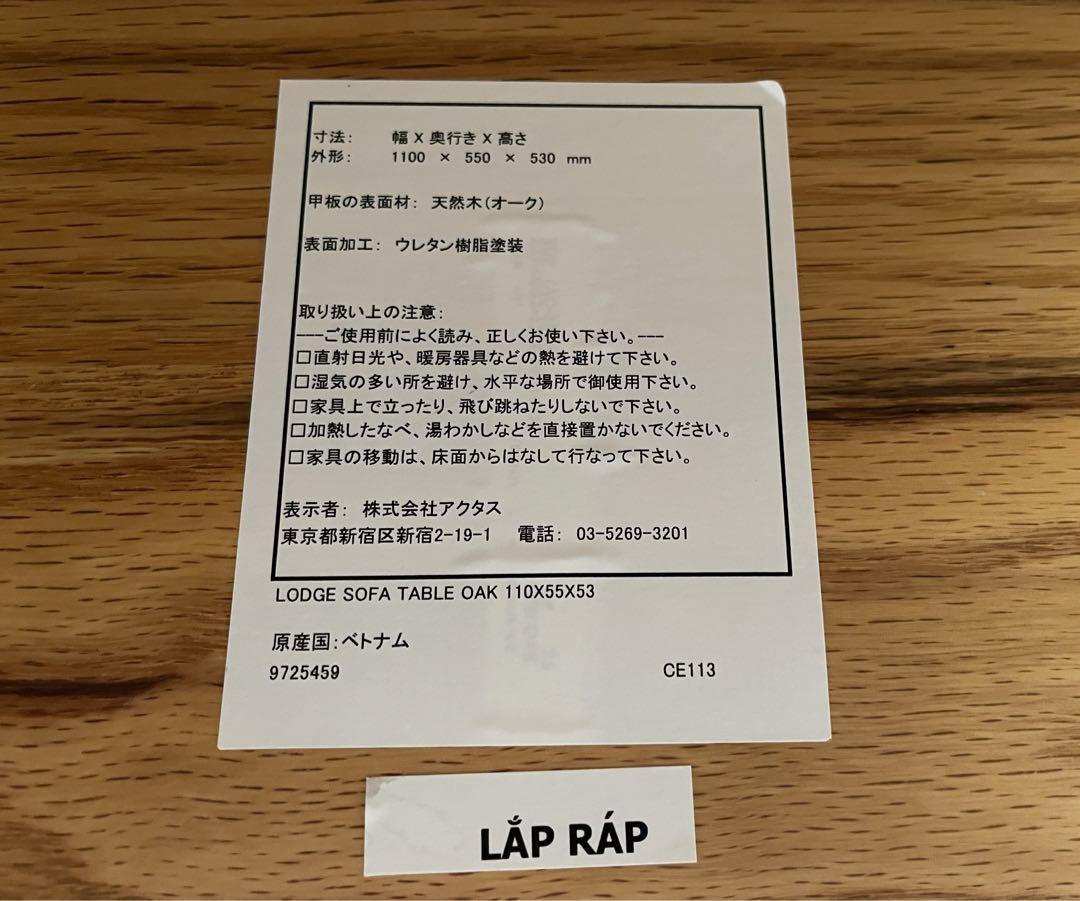 寸法： 幅 X 奥行き X 高さ
外形： 1100 × 550 × 530 mm
甲板の表面材： 天然木（オーク）
表面加工： ウレタン樹脂塗装
取り扱い上の注意：
---ご使用前によく読み、正しくお使い下さい。---
□直射日光や、暖房器具などの熱を避けて下さい。
□湿気の多い所を避け、水平な場所で御使用下さい。
□家具上で立ったり、飛び跳ねたりしないで下さい。
□加熱したなべ、湯わかしなどを直接置かないでください。
□家具の移動は、床面からはなして行なって下さい。
表示者： 株式会社アクタス
東京都新宿区新宿2-19-1 電話： 03-5269-3201
LODGE SOFA TABLE OAK 110X55X53
原産国：ベトナム
9725459 CE113
LẮP RÁP